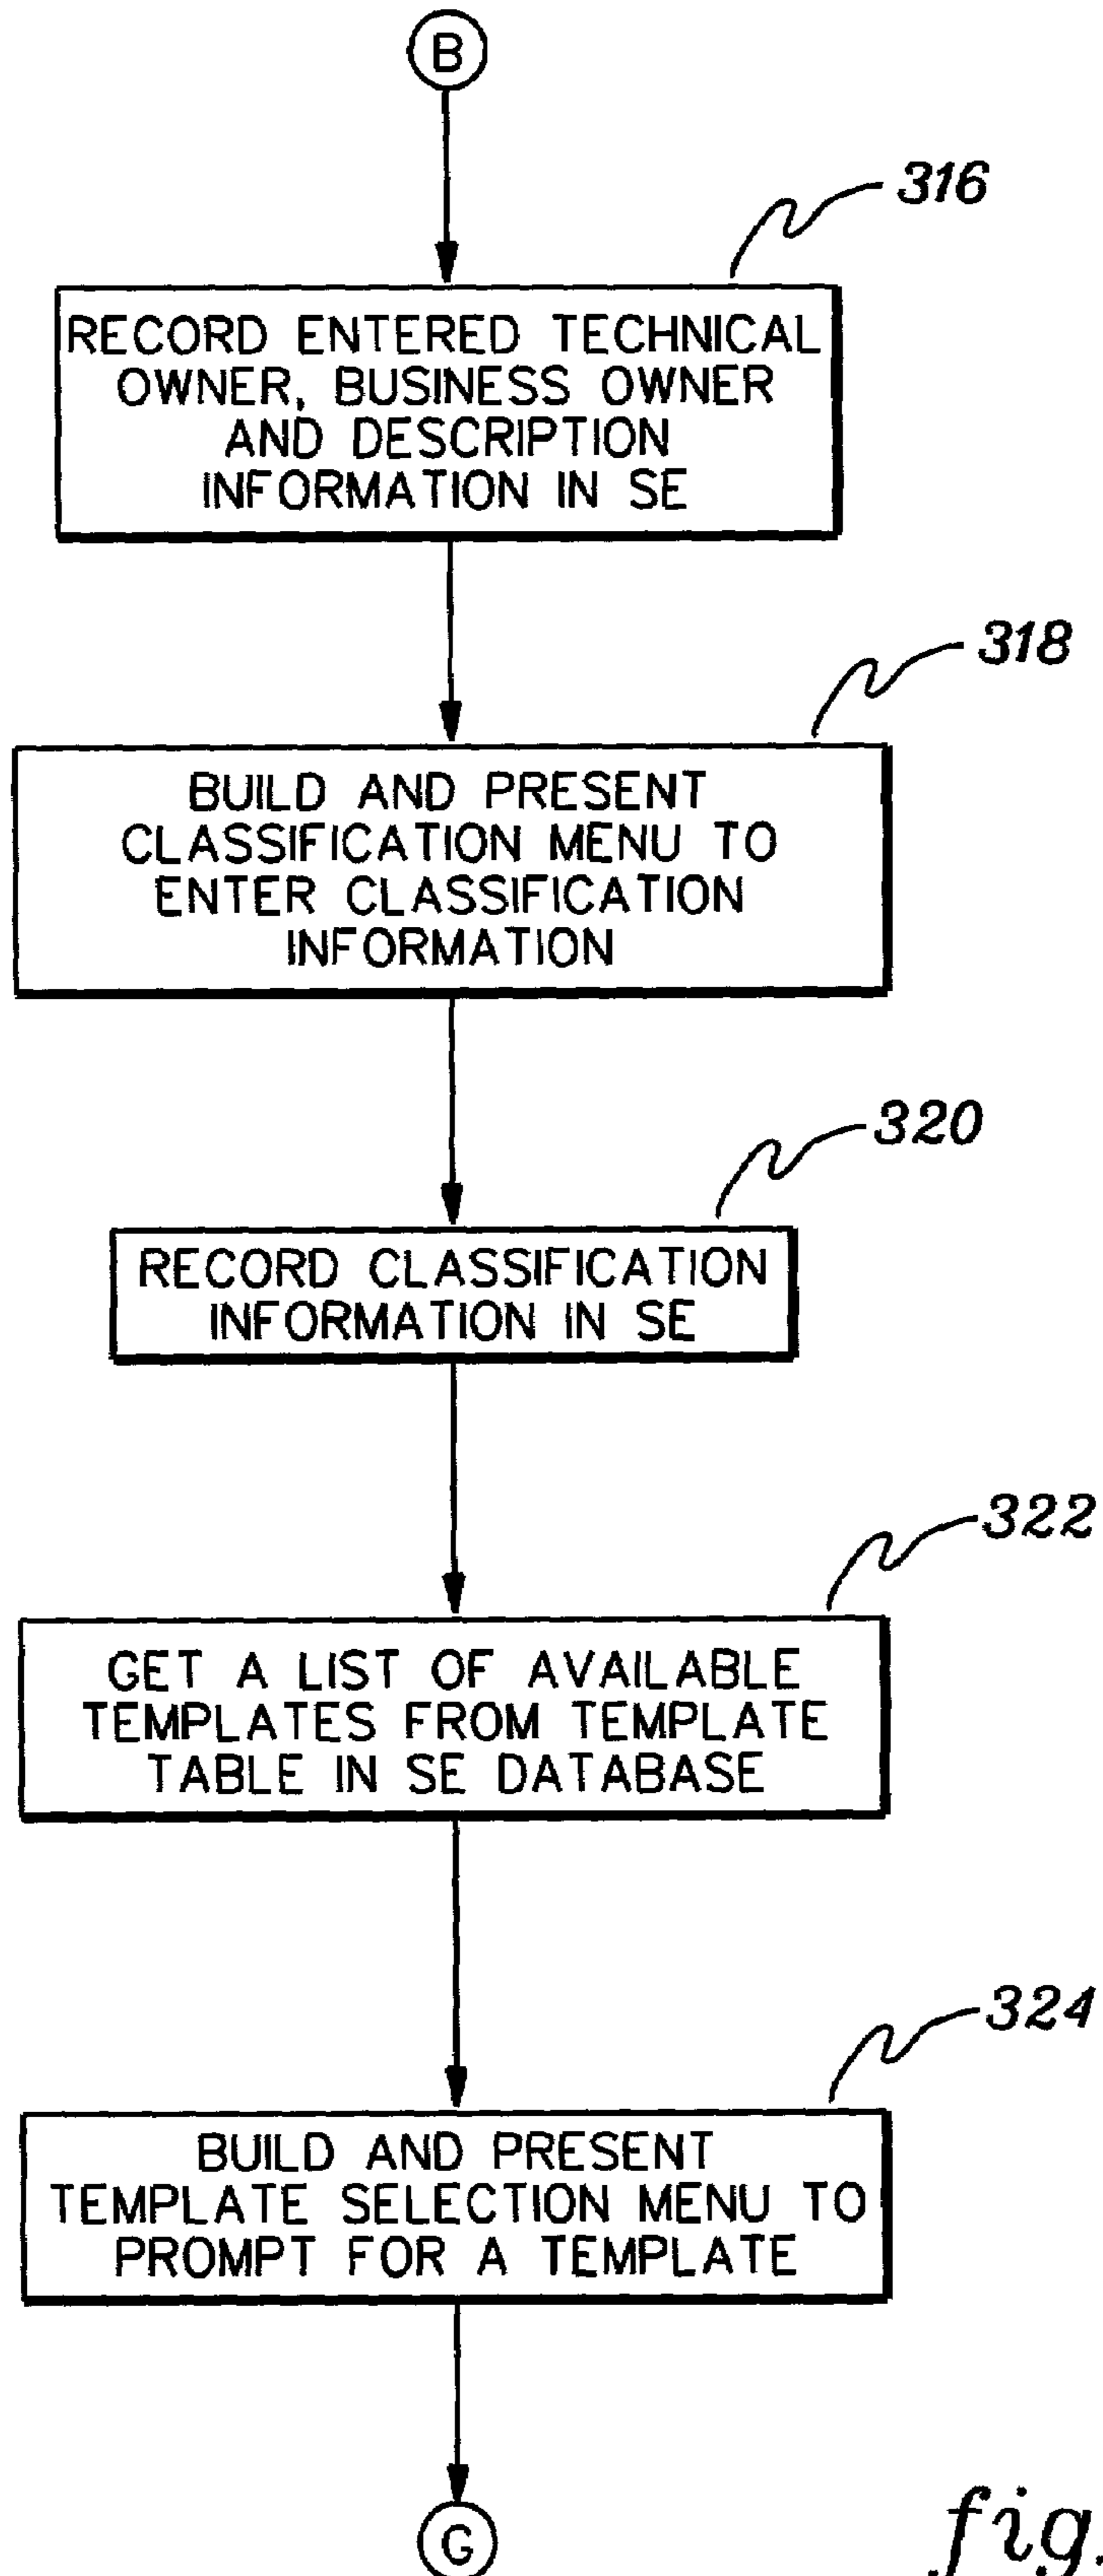 B
316
RECORD ENTERED TECHNICAL
OWNER, BUSINESS OWNER
AND DESCRIPTION
INFORMATION IN SE
318
BUILD AND PRESENT
CLASSIFICATION MENU TO
ENTER CLASSIFICATION
INFORMATION
320
RECORD CLASSIFICATION
INFORMATION IN SE
322
GET A LIST OF AVAILABLE
TEMPLATES FROM TEMPLATE
TABLE IN SE DATABASE
324
BUILD AND PRESENT
TEMPLATE SELECTION MENU TO
PROMPT FOR A TEMPLATE
G
fig.